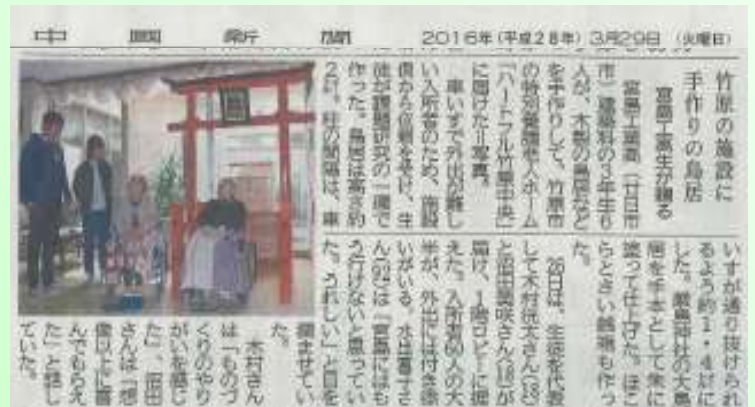 中國新聞 2016年(平成28年)3月29日 (火曜日)
竹原の施設に
手作りの鳥居
宮島工高生が贈る
宮島工業高(廿日市
市)建築科の3年生6
人が、木製の鳥居など
を手作りして、竹原市
の特別養護老人ホーム
「ハートフル竹原中央」
に届けた=写真。
車いすで外出が難し
い入所者のため、施設
側から依頼を受け、生
徒が課題研究の一環で
作った。鳥居は高さ約
2㍍、柱の間隔は、車
いすが通り抜けられ
るよう約1・4㍍に
した。厳島神社の大鳥
居を手本として朱に
塗って仕上げた。ほこ
らとさい銭箱も作っ
た。
26日は、生徒を代表
して木村さん(18)
と美咲さん(18)が
届け、1階ロビーに据
えた。入所者60人の大
半が、外出には付き添
いがいる。さ
ん(92)は「宮島にはも
う行けないと思ってい
た。うれしい」と目を
ませてい
た。
木村さん
は「ものづ
くりのやり
がいを感じ
た」、
さんは「想
像以上に喜
んでもらえ
た」と話し
ていた。